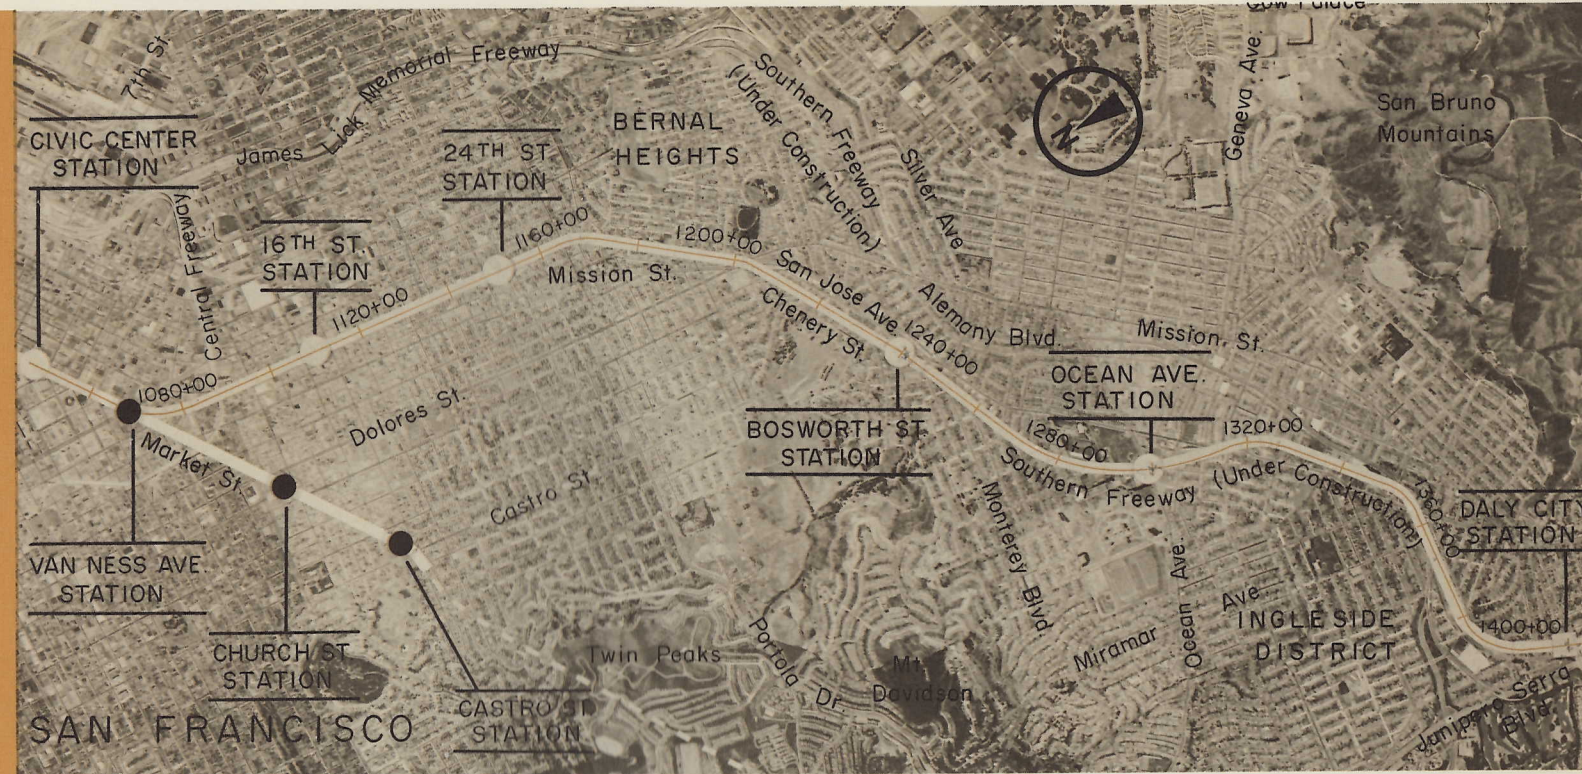 Cow Palace
7th St
James Lick Memorial Freeway
Southern Freeway
(Under Construction)
Silver Ave
N
Geneva Ave.
San Bruno
Mountains
CIVIC CENTER
STATION
Central Freeway
16TH ST.
STATION
24TH ST.
STATION
BERNAL
HEIGHTS
1080+00
1120+00
1160+00
1200+00
1240+00
1280+00
1320+00
1360+00
1400+00
Mission St.
San Jose Ave.
Chenery St.
Alemany Blvd.
Mission St.
OCEAN AVE.
STATION
BOSWORTH ST.
STATION
Southern Freeway (Under Construction)
DALY CITY
STATION
Market St.
Dolores St.
Castro St.
VAN NESS AVE.
STATION
CHURCH ST.
STATION
CASTRO ST.
STATION
Twin Peaks
Portola Dr.
Mt.
Davidson
Monterey Blvd
Miramar Ave
Ocean Ave.
INGLESIDE
DISTRICT
Junipero Serra
Blvd.
SAN FRANCISCO